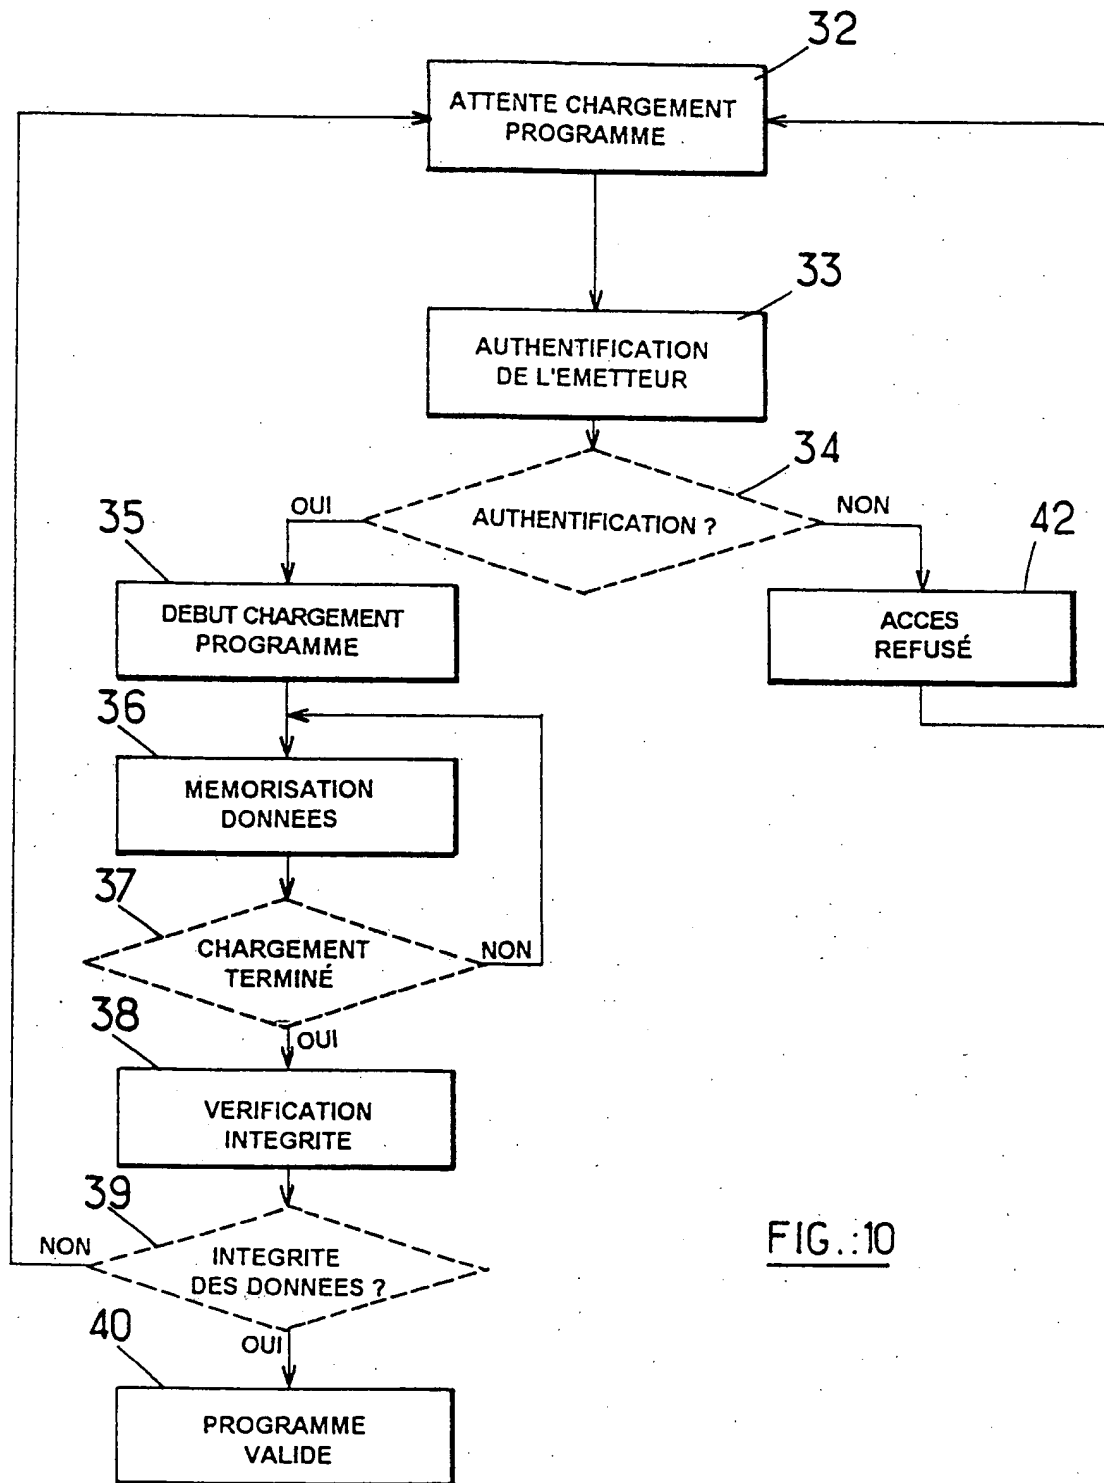 32
ATTENTE CHARGEMENT
PROGRAMME
33
AUTHENTIFICATION
DE L'EMETTEUR
34
OUI
AUTHENTIFICATION ?
NON
35
42
DEBUT CHARGEMENT
PROGRAMME
ACCES
REFUSÉ
36
MEMORISATION
DONNEES
37
CHARGEMENT
TERMINÉ
NON
38
OUI
VERIFICATION
INTEGRITE
39
NON
INTEGRITE
DES DONNEES ?
FIG.:10
40
OUI
PROGRAMME
VALIDE